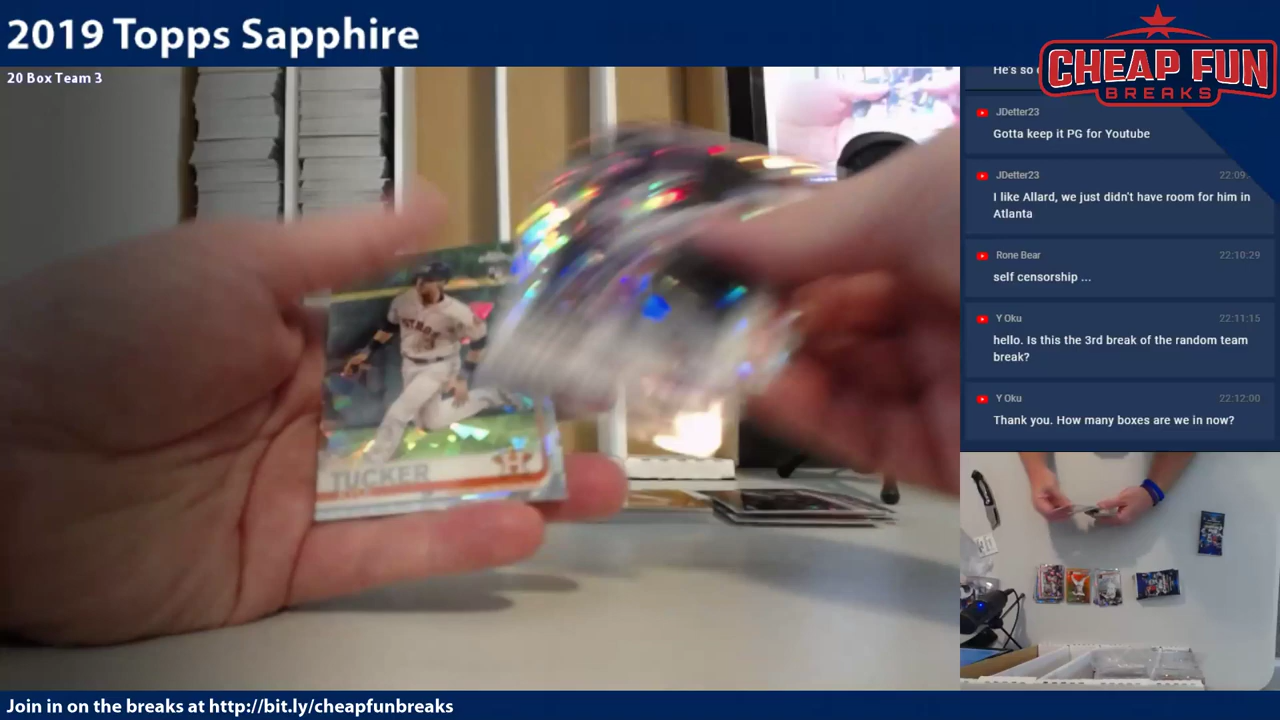 2019 Topps Sapphire
20 Box Team 3
CHEAP FUN
BREAKS
He's so
JDetter23
Gotta keep it PG for Youtube
JDetter23 22:09
I like Allard, we just didn't have room for him in
Atlanta
Rone Bear 22:10:29
self censorship ...
Y Oku 22:11:15
hello. Is this the 3rd break of the random team
break?
Y Oku 22:12:00
Thank you. How many boxes are we in now?
TUCKER
Join in on the breaks at http://bit.ly/cheapfunbreaks